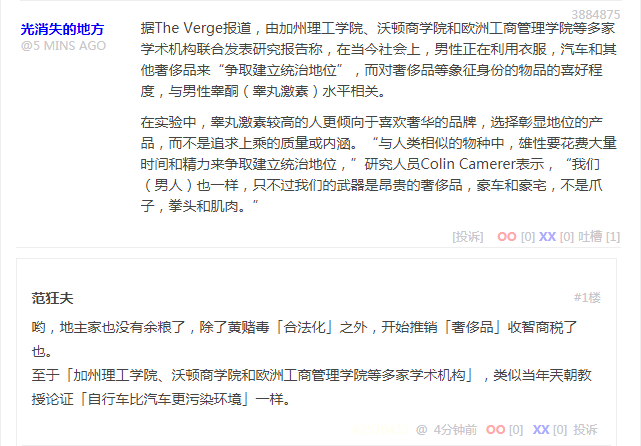 3884875
光消失的地方
@5 MINS AGO
据The Verge报道，由加州理工学院、沃顿商学院和欧洲工商管理学院等多家
学术机构联合发表研究报告称，在当今社会上，男性正在利用衣服，汽车和其
他奢侈品来“争取建立统治地位”，而对奢侈品等象征身份的物品的喜好程
度，与男性睾酮（睾丸激素）水平相关。
在实验中，睾丸激素较高的人更倾向于喜欢奢华的品牌，选择彰显地位的产
品，而不是追求上乘的质量或内涵。“与人类相似的物种中，雄性要花费大量
时间和精力来争取建立统治地位，”研究人员Colin Camerer表示，“我们
（男人）也一样，只不过我们的武器是昂贵的奢侈品，豪车和豪宅，不是爪
子，拳头和肌肉。”
[投诉] OO [0] XX [0] 吐槽 [1]
范狂夫 #1楼
哟，地主家也没有余粮了，除了黄赌毒「合法化」之外，开始推销「奢侈品」收智商税了
也。
至于「加州理工学院、沃顿商学院和欧洲工商管理学院等多家学术机构」，类似当年天朝教
授论证「自行车比汽车更污染环境」一样。
@ 4分钟前 OO [0] XX [0] 投诉